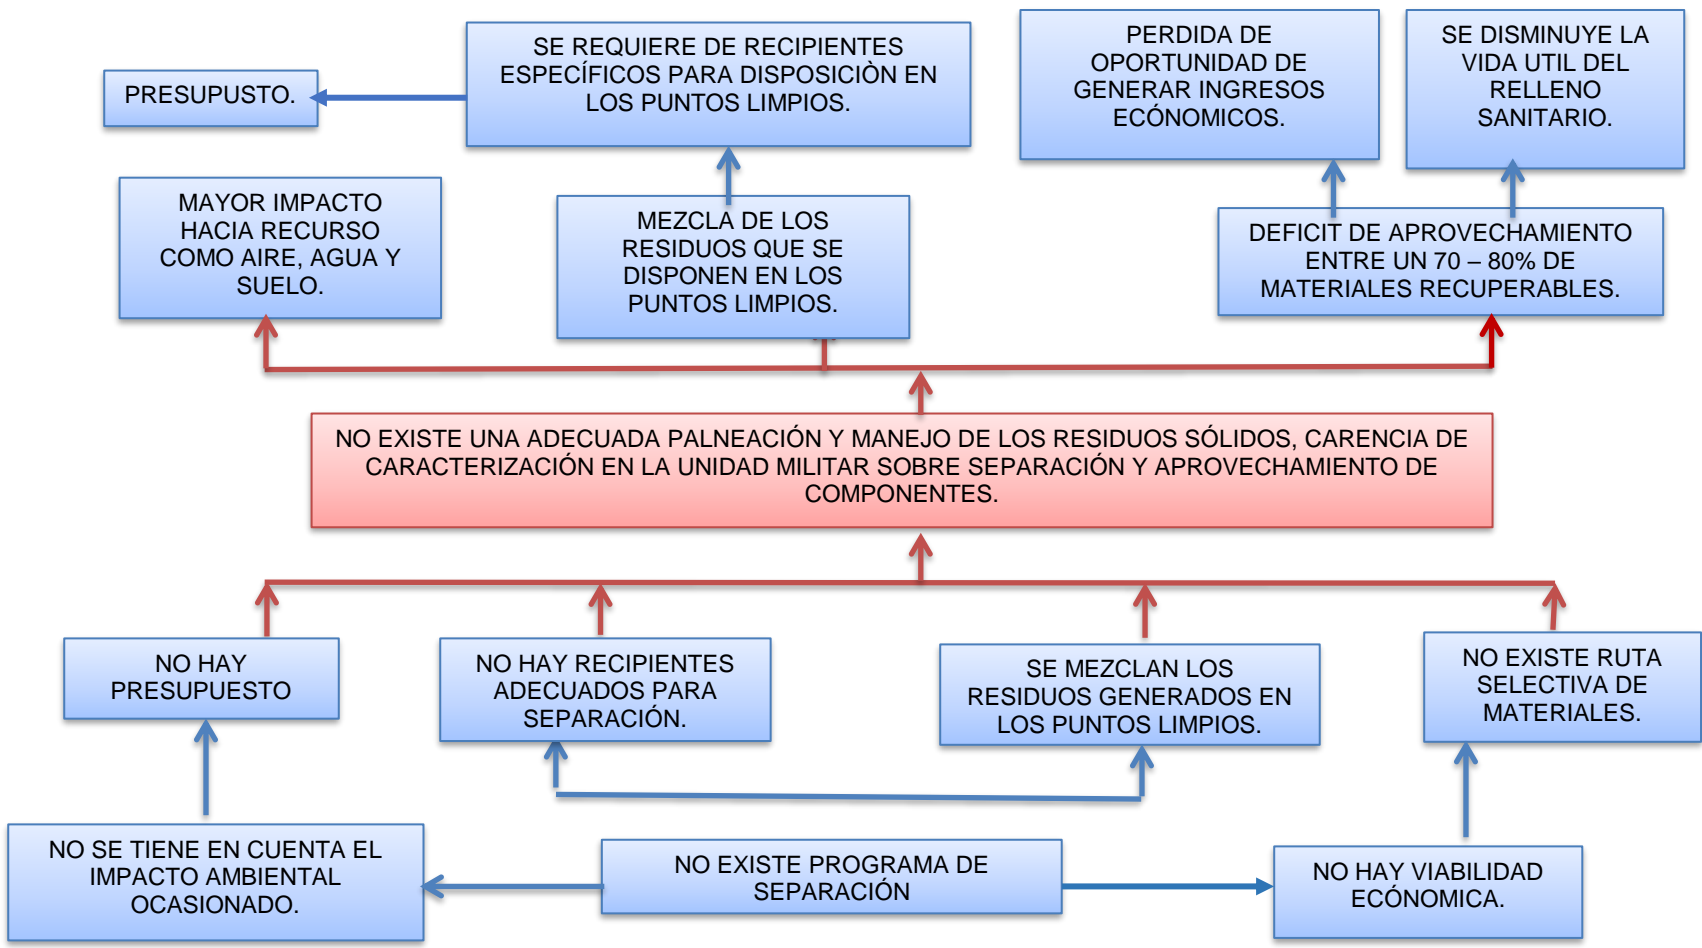 PRESUPUSTO.
SE REQUIERE DE RECIPIENTES
ESPECÍFICOS PARA DISPOSICIÒN EN
LOS PUNTOS LIMPIOS.
PERDIDA DE
OPORTUNIDAD DE
GENERAR INGRESOS
ECÓNOMICOS.
SE DISMINUYE LA
VIDA UTIL DEL
RELLENO
SANITARIO.
MAYOR IMPACTO
HACIA RECURSO
COMO AIRE, AGUA Y
SUELO.
MEZCLA DE LOS
RESIDUOS QUE SE
DISPONEN EN LOS
PUNTOS LIMPIOS.
DEFICIT DE APROVECHAMIENTO
ENTRE UN 70 – 80% DE
MATERIALES RECUPERABLES.
NO EXISTE UNA ADECUADA PALNEACIÓN Y MANEJO DE LOS RESIDUOS SÓLIDOS, CARENCIA DE
CARACTERIZACIÓN EN LA UNIDAD MILITAR SOBRE SEPARACIÓN Y APROVECHAMIENTO DE
COMPONENTES.
NO HAY
PRESUPUESTO
NO HAY RECIPIENTES
ADECUADOS PARA
SEPARACIÓN.
SE MEZCLAN LOS
RESIDUOS GENERADOS EN
LOS PUNTOS LIMPIOS.
NO EXISTE RUTA
SELECTIVA DE
MATERIALES.
NO SE TIENE EN CUENTA EL
IMPACTO AMBIENTAL
OCASIONADO.
NO EXISTE PROGRAMA DE
SEPARACIÓN
NO HAY VIABILIDAD
ECÓNOMICA.